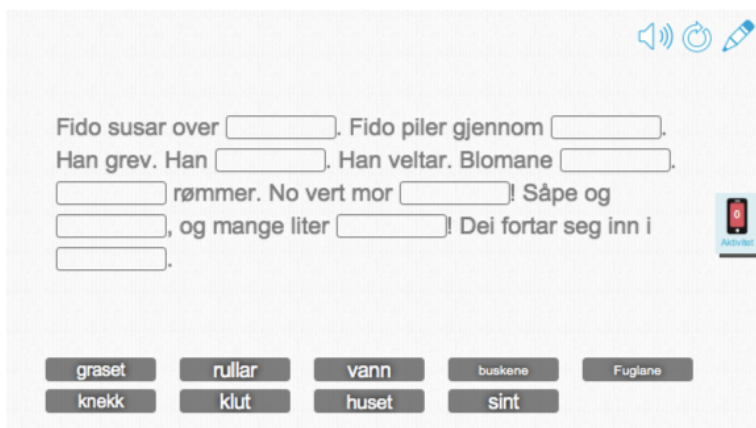 Fido susar over . Fido piler gjennom .
Han grev. Han . Han veltar. Blomane .
rømmer. No vert mor ! Såpe og
, og mange liter ! Dei fortar seg inn i
.
0
Aktivitet
graset rullar vann buskene Fuglane
knekk klut huset sint